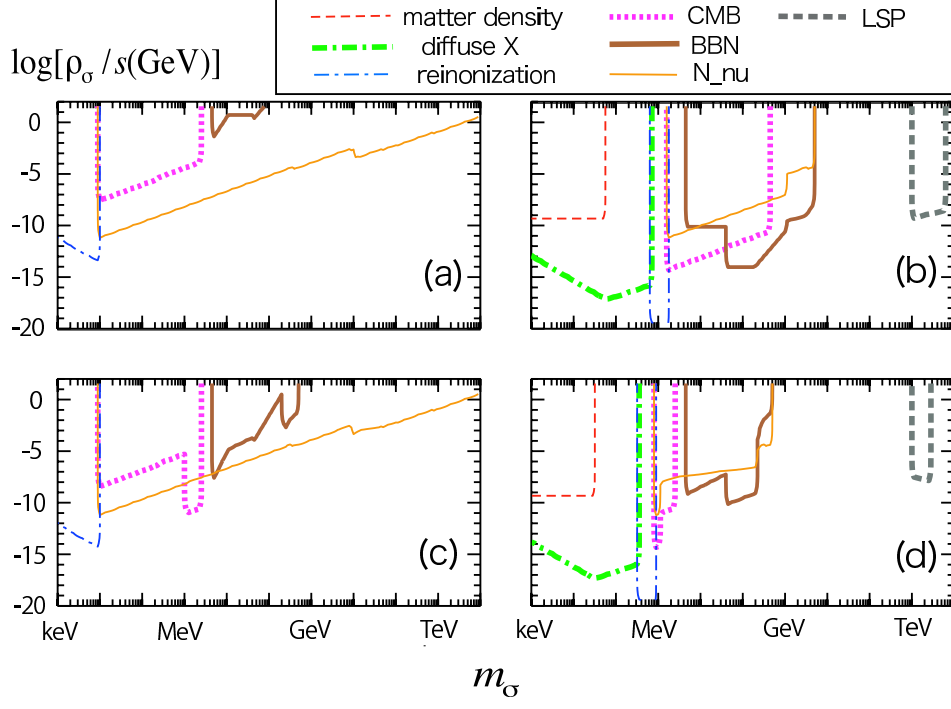 matter density CMB LSP
diffuse X BBN
reinonization N_nu
log[ρσ /s(GeV)]
0
-5
-10
-15
-20
(a)
(b)
0
-5
-10
-15
-20
(c)
(d)
keV MeV GeV TeV keV MeV GeV TeV
mσ